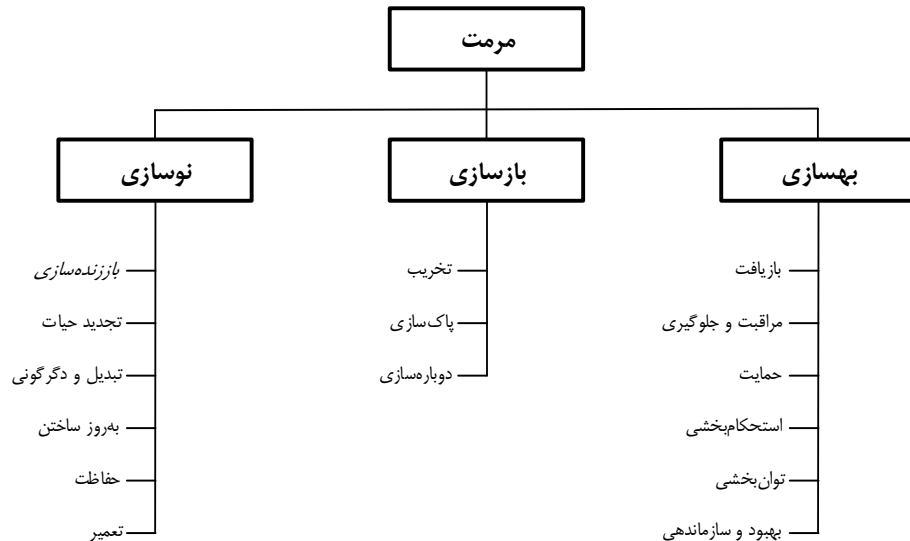 مرمت
بهسازی
بازیافت
مراقبت و جلوگیری
حمایت
استحکام‌بخشی
توان‌بخشی
بهبود و سازماندهی
بازسازی
تخریب
پاک‌سازی
دوباره‌سازی
نوسازی
باززنده‌سازی
تجدید حیات
تبدیل و دگرگونی
به‌روز ساختن
حفاظت
تعمیر